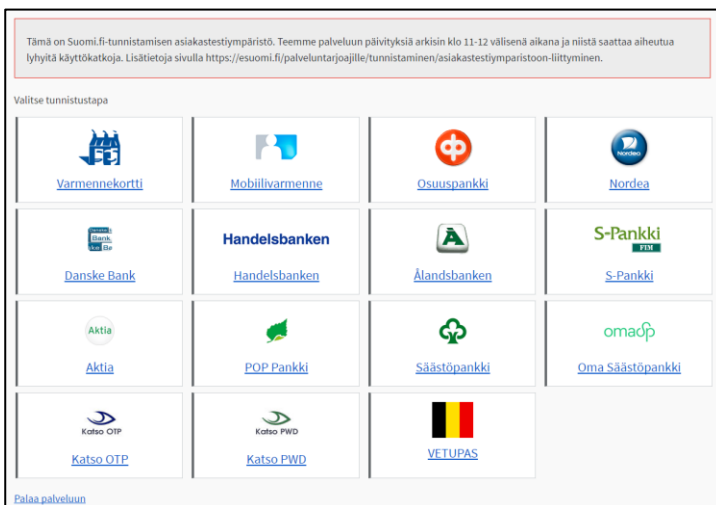 Tämä on Suomi.fi-tunnistamisen asiakastestiympäristö. Teemme palveluun päivityksiä arkisin klo 11-12 välisenä aikana ja niistä saattaa aiheutua
lyhyitä käyttökatkoja. Lisätietoja sivulla https://esuomi.fi/palveluntarjoajille/tunnistaminen/asiakastestiymparistoon-liittyminen.
Valitse tunnistustapa
Varmennekortti
Mobiilivarmenne
Osuuspankki
Nordea
Nordea
Bank
Danske Bank
Handelsbanken
Handelsbanken
Ålandsbanken
S-Pankki
FIM
S-Pankki
Aktia
Aktia
POP Pankki
Säästöpankki
omasp
Oma Säästöpankki
Katso OTP
Katso OTP
Katso PWD
Katso PWD
VETUPAS
Palaa palveluun